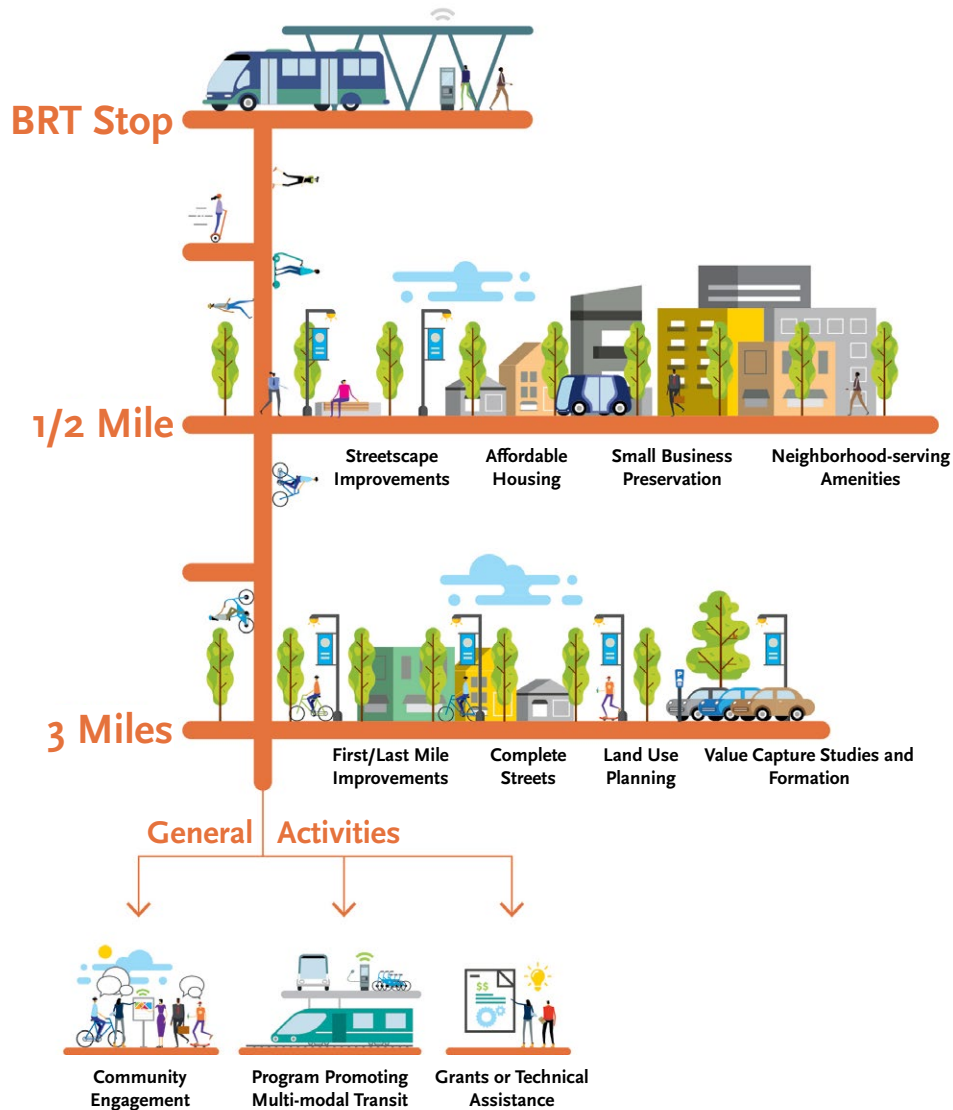 BRT Stop
1/2 Mile
Streetscape
Improvements
Affordable
Housing
Small Business
Preservation
Neighborhood-serving
Amenities
3 Miles
First/Last Mile
Improvements
Complete
Streets
Land Use
Planning
Value Capture Studies and
Formation
General Activities
$$
Community
Engagement
Program Promoting
Multi-modal Transit
Grants or Technical
Assistance